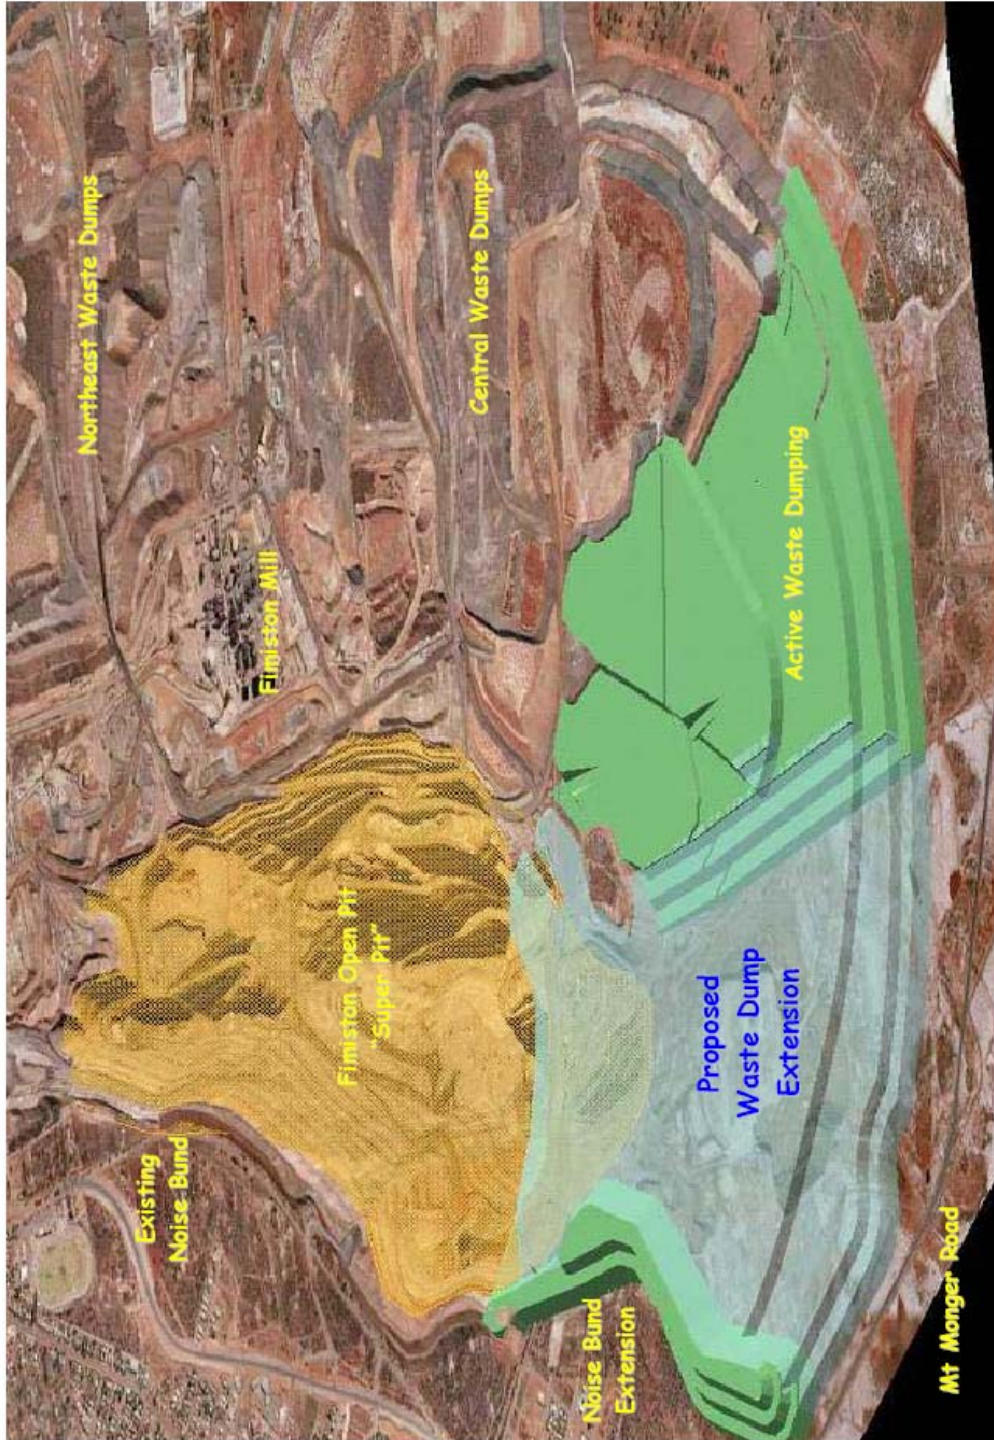 Northeast Waste Dumps
Fimiston Mill
Central Waste Dumps
Active Waste Dumping
Fimiston Open Pit
"Super Pit"
Existing
Noise Bund
Proposed
Waste Dump
Extension
Noise Bund
Extension
Mt Monger Road